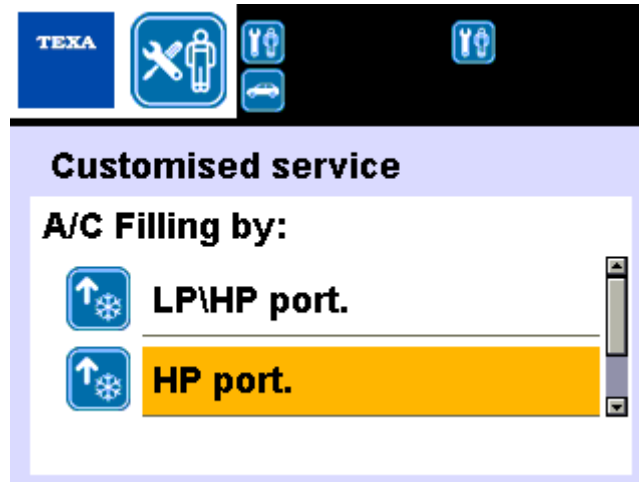 TEXA
Customised service
A/C Filling by:
LP\HP port.
HP port.